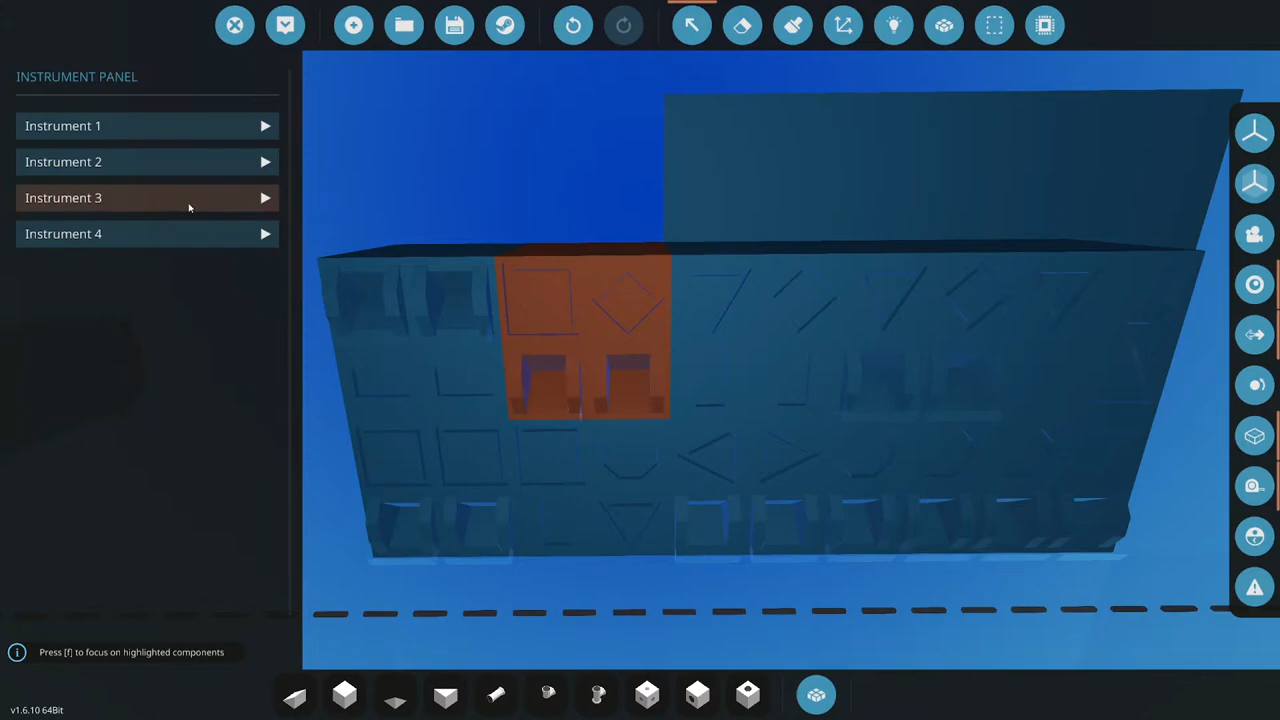 INSTRUMENT PANEL
Instrument 1
Instrument 2
Instrument 3
Instrument 4
Press [f] to focus on highlighted components
v1.6.10 64Bit